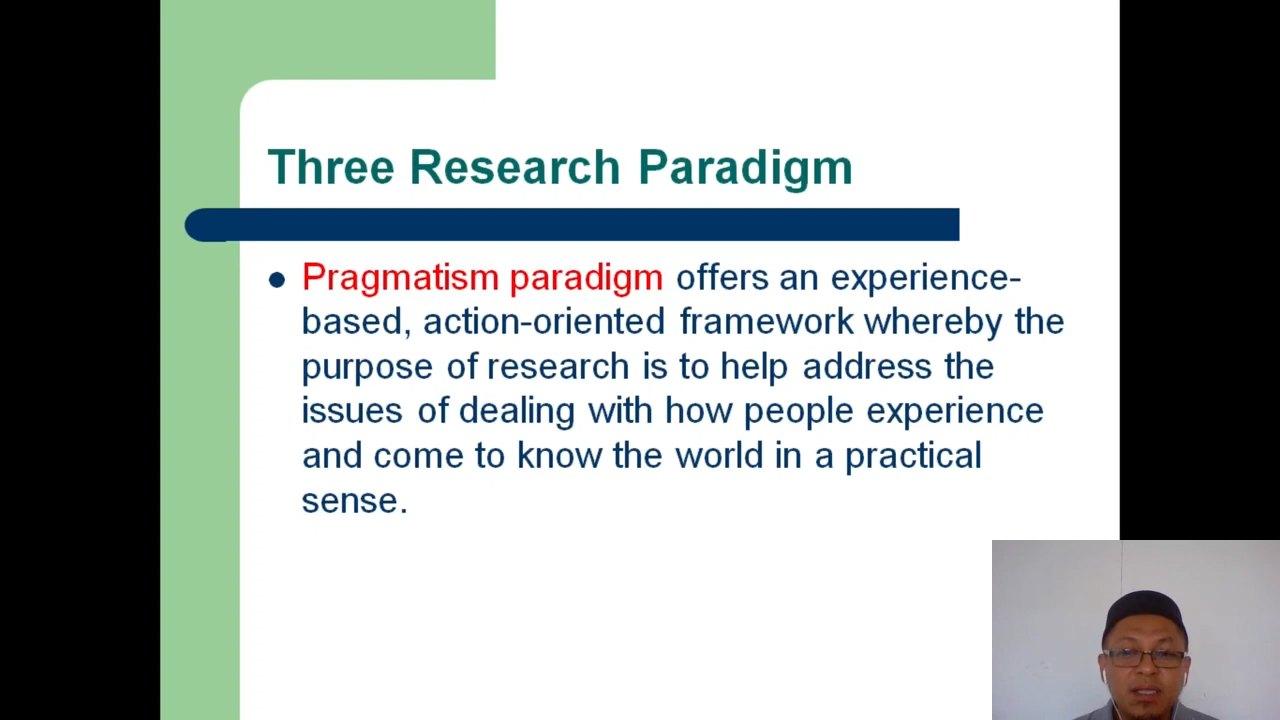 Three Research Paradigm
Pragmatism paradigm offers an experience-
based, action-oriented framework whereby the
purpose of research is to help address the
issues of dealing with how people experience
and come to know the world in a practical
sense.